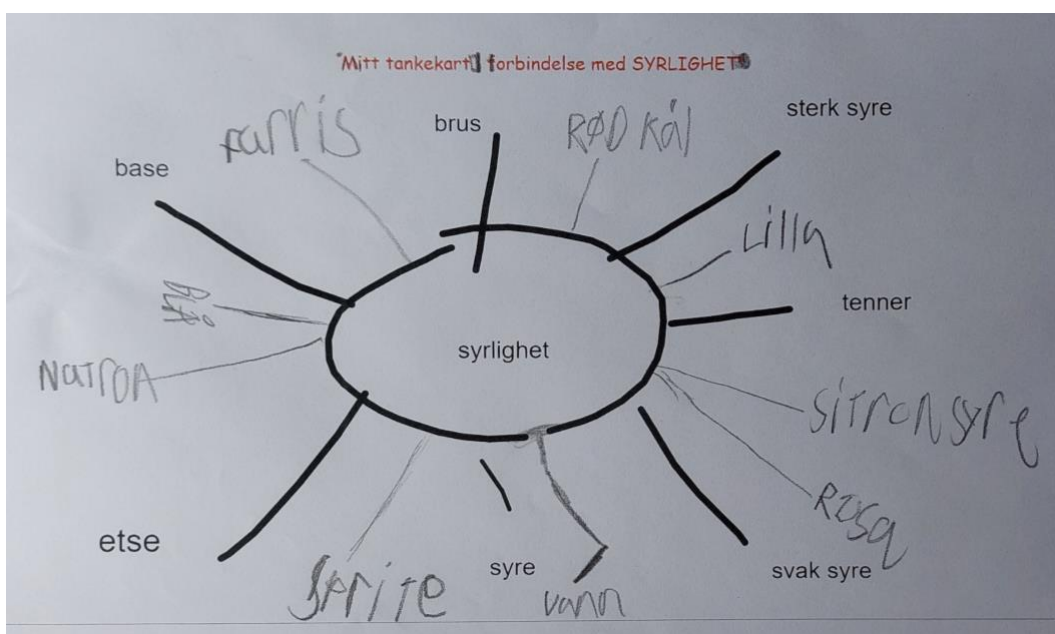 "Mitt tankekart i forbindelse med SYRLIGHET"
Farris
brus
RØD Kål
sterk syre
base
Lilla
Blå
tenner
syrlighet
NatroN
Sitronsyre
Rosa
etse
Sprite
syre
vann
svak syre